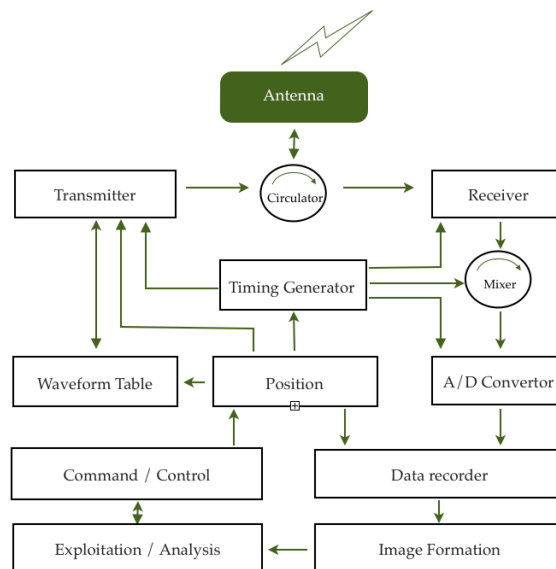 Antenna
Transmitter
Circulator
Receiver
Timing Generator
Mixer
Waveform Table
Position
A/D Convertor
Command / Control
Data recorder
Exploitation / Analysis
Image Formation